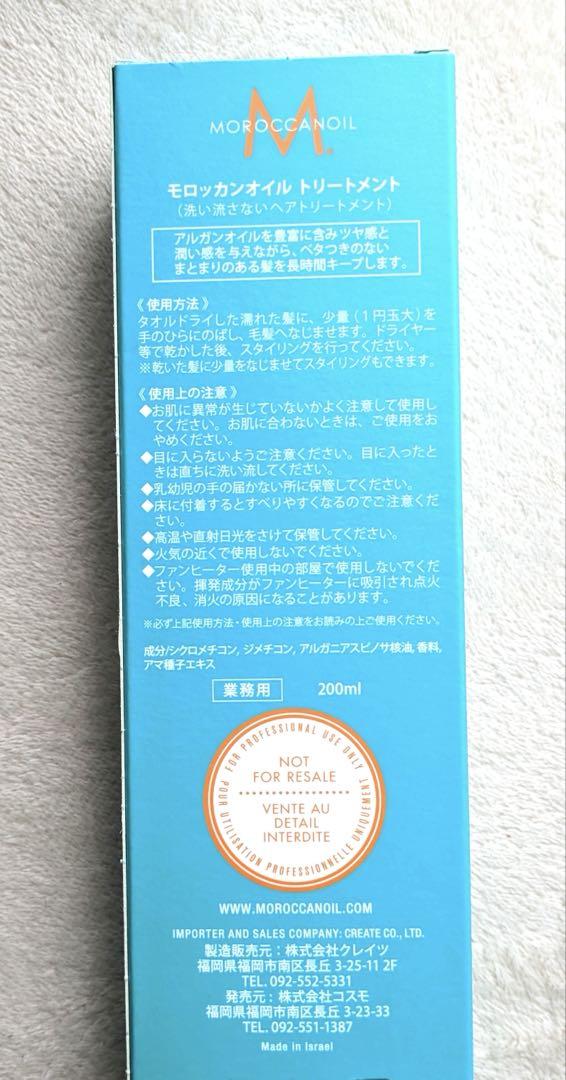 M.
MOROCCANOIL
モロッカンオイル トリートメント
（洗い流さないヘアトリートメント）
アルガンオイルを豊富に含みツヤ感と
潤い感を与えながら、ベタつきのない
まとまりのある髪を長時間キープします。
《 使用方法 》
タオルドライした濡れた髪に、少量（1円玉大）を
手のひらにのばし、毛髪へなじませます。ドライヤー
等で乾かした後、スタイリングを行ってください。
※乾いた髪に少量をなじませてスタイリングもできます。
《 使用上の注意 》
◆お肌に異常が生じていないかよく注意して使用し
てください。お肌に合わないときは、ご使用をお
やめください。
◆目に入らないようご注意ください。目に入ったと
きは直ちに洗い流してください。
◆乳幼児の手の届かない所に保管してください。
◆床に付着するとすべりやすくなるのでご注意くだ
さい。
◆高温や直射日光をさけて保管してください。
◆火気の近くで使用しないでください。
◆ファンヒーター使用中の部屋で使用しないでくだ
さい。揮発成分がファンヒーターに吸引され点火
不良、消火の原因になることがあります。
※必ず上記使用方法・使用上の注意をお読みの上ご使用ください。
成分/シクロメチコン, ジメチコン, アルガニアスピノサ核油, 香料,
アマ種子エキス
業務用 200ml
FOR PROFESSIONAL USE ONLY
NOT
FOR RESALE
VENTE AU
DETAIL
INTERDITE
POUR UTILISATION PROFESSIONNELLE UNIQUEMENT
WWW.MOROCCANOIL.COM
IMPORTER AND SALES COMPANY: CREATE CO., LTD.
製造販売元：株式会社クレイツ
福岡県福岡市南区長丘 3-25-11 2F
TEL. 092-552-5331
発売元：株式会社コスモ
福岡県福岡市南区長丘 3-23-33
TEL. 092-551-1387
Made in Israel